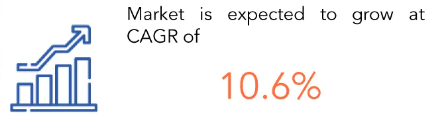 Market is expected to grow at
CAGR of
10.6%